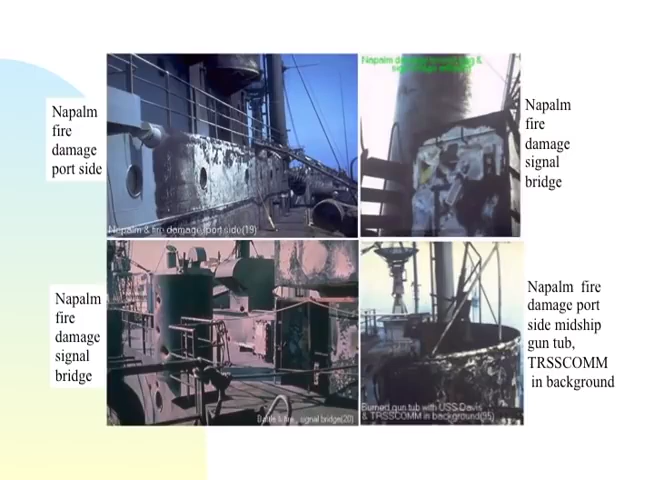 Napalm
fire
damage
port side
Napalm & fire damage (port side(19)
Napalm
fire
damage
signal
bridge
Napalm
fire
damage
signal
bridge
Battle & fire signal bridge(20)
Burned gun tub with USS Davis
& TRSSCOMM in background(35)
Napalm fire
damage port
side midship
gun tub,
TRSSCOMM
in background